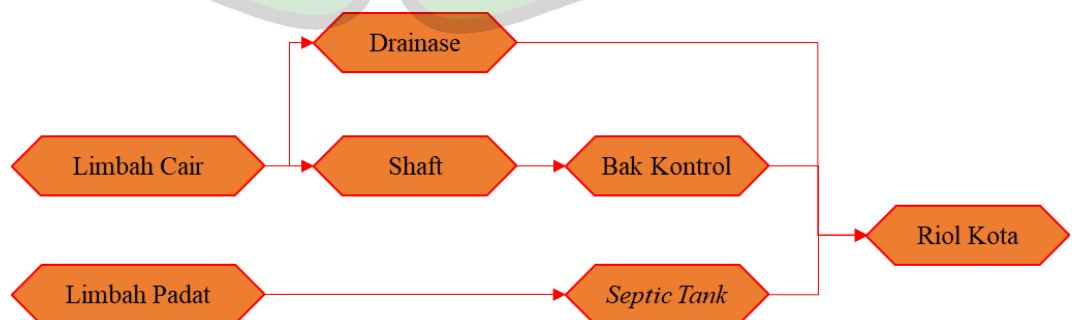 Drainase
Limbah Cair
Shaft
Bak Kontrol
Riol Kota
Limbah Padat
Septic Tank